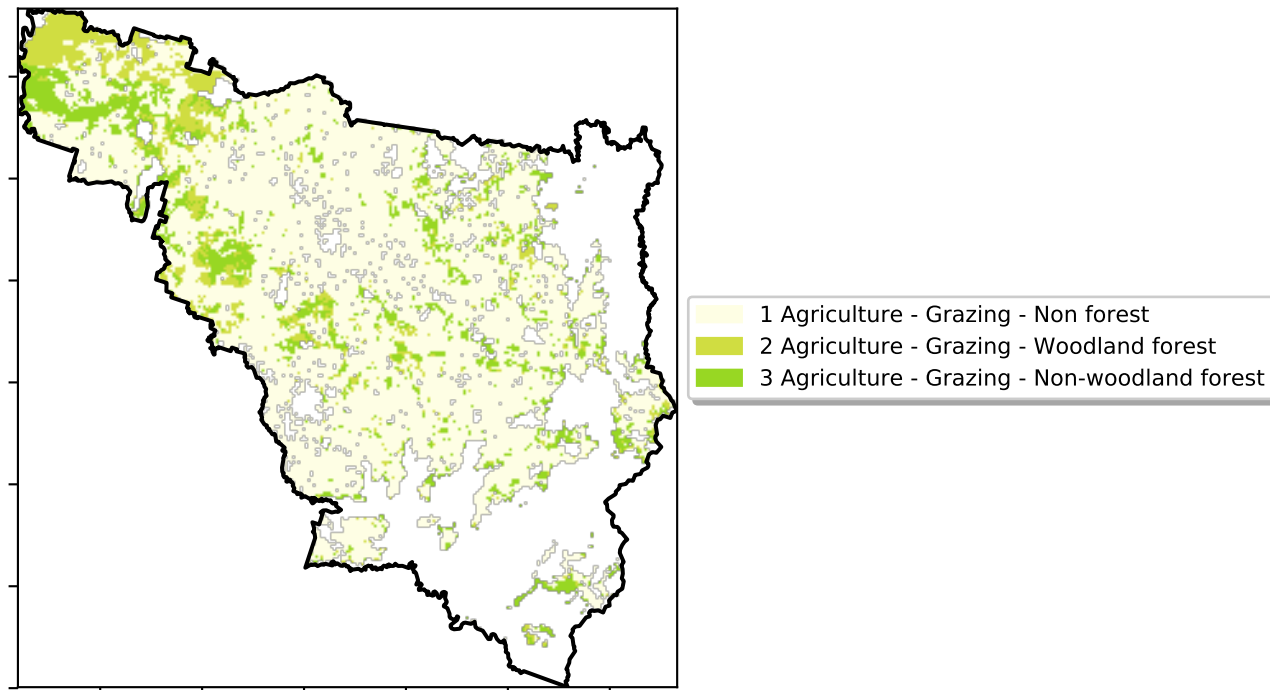 1 Agriculture - Grazing - Non forest
2 Agriculture - Grazing - Woodland forest
3 Agriculture - Grazing - Non-woodland forest